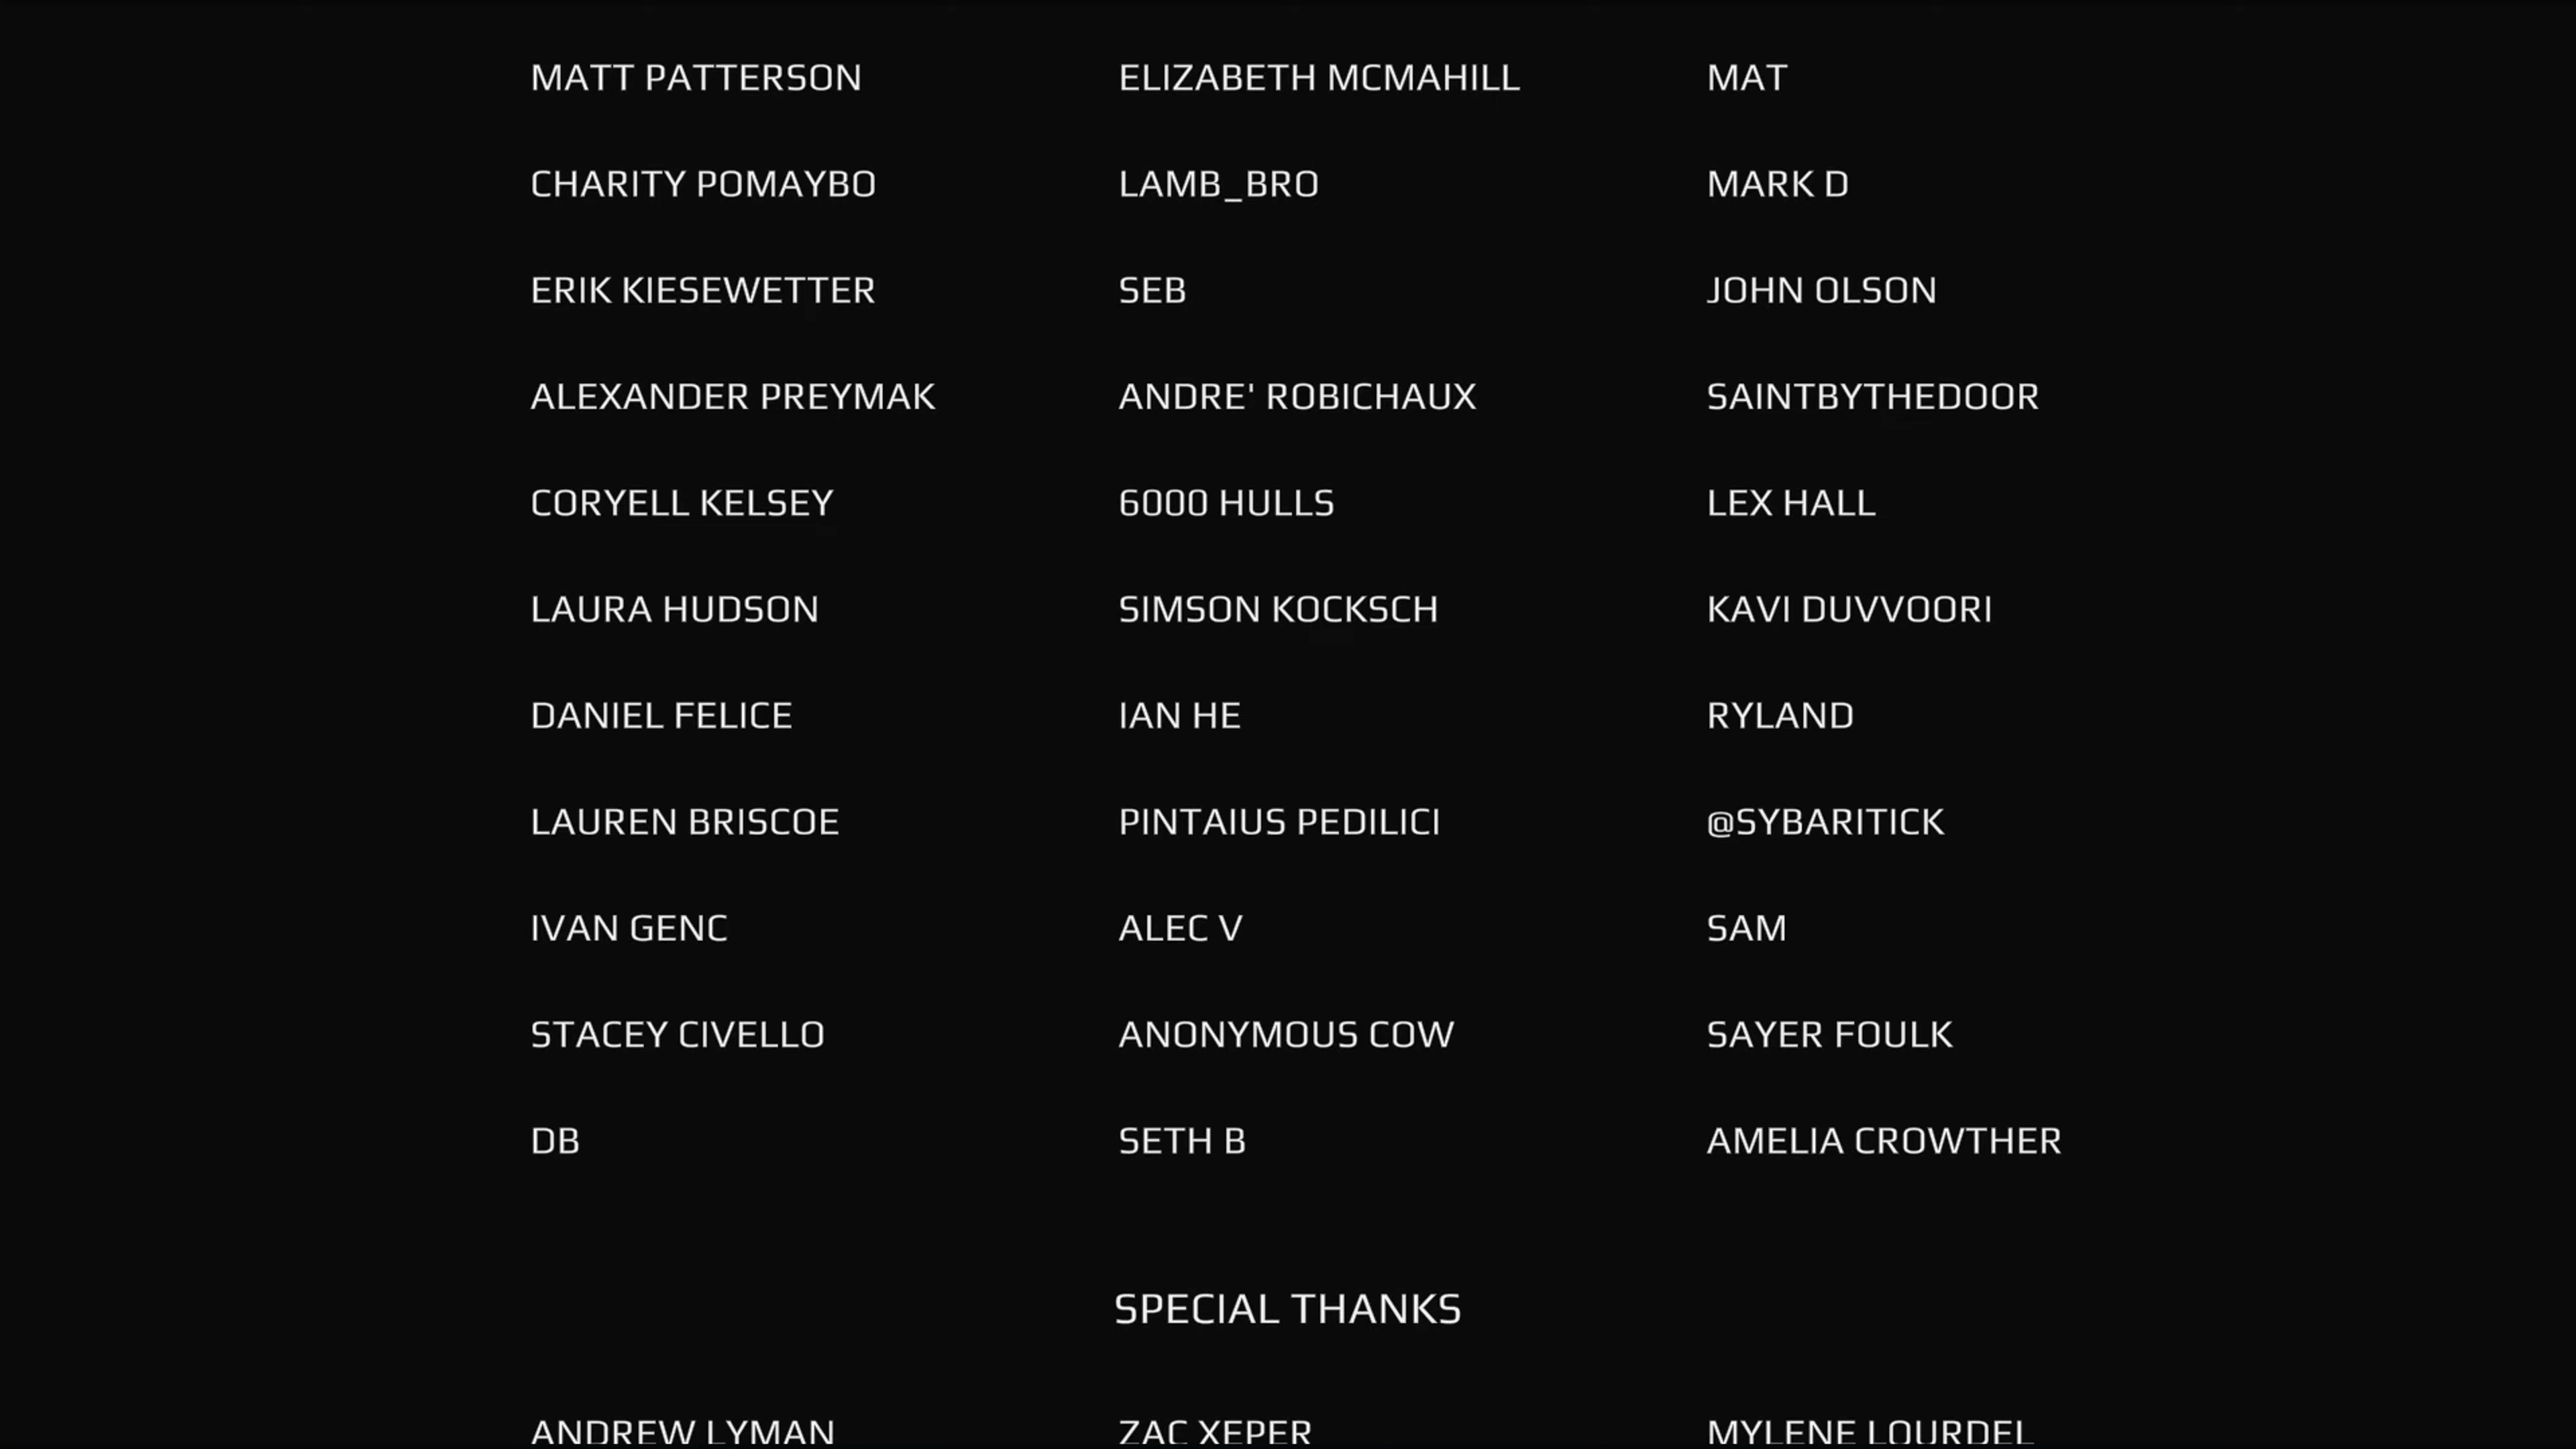 MATT PATTERSON ELIZABETH MCMAHILL MAT
CHARITY POMAYBO LAMB_BRO MARK D
ERIK KIESEWETTER SEB JOHN OLSON
ALEXANDER PREYMAK ANDRE' ROBICHAUX SAINTBYTHEDOOR
CORYELL KELSEY 6000 HULLS LEX HALL
LAURA HUDSON SIMSON KOCKSCH KAVI DUVVOORI
DANIEL FELICE IAN HE RYLAND
LAUREN BRISCOE PINTAIUS PEDILICI @SYBARITICK
IVAN GENC ALEC V SAM
STACEY CIVELLO ANONYMOUS COW SAYER FOULK
DB SETH B AMELIA CROWTHER
SPECIAL THANKS
ANDREW LYMAN ZAC XEPER MYLENE LOURDEL